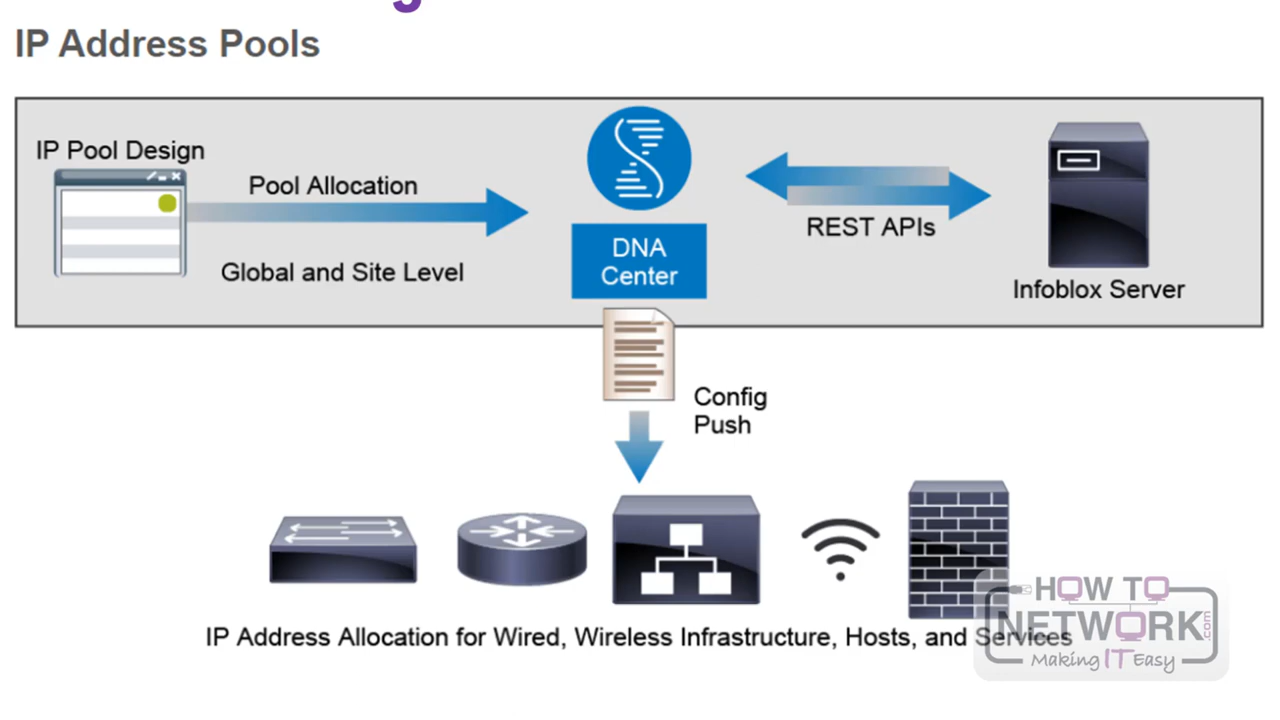 IP Address Pools
IP Pool Design
Pool Allocation
Global and Site Level
DNA
Center
REST APIs
Infoblox Server
Config
Push
IP Address Allocation for Wired, Wireless Infrastructure, Hosts, and Services
HOW TO
NETWORK.com
Making IT Easy